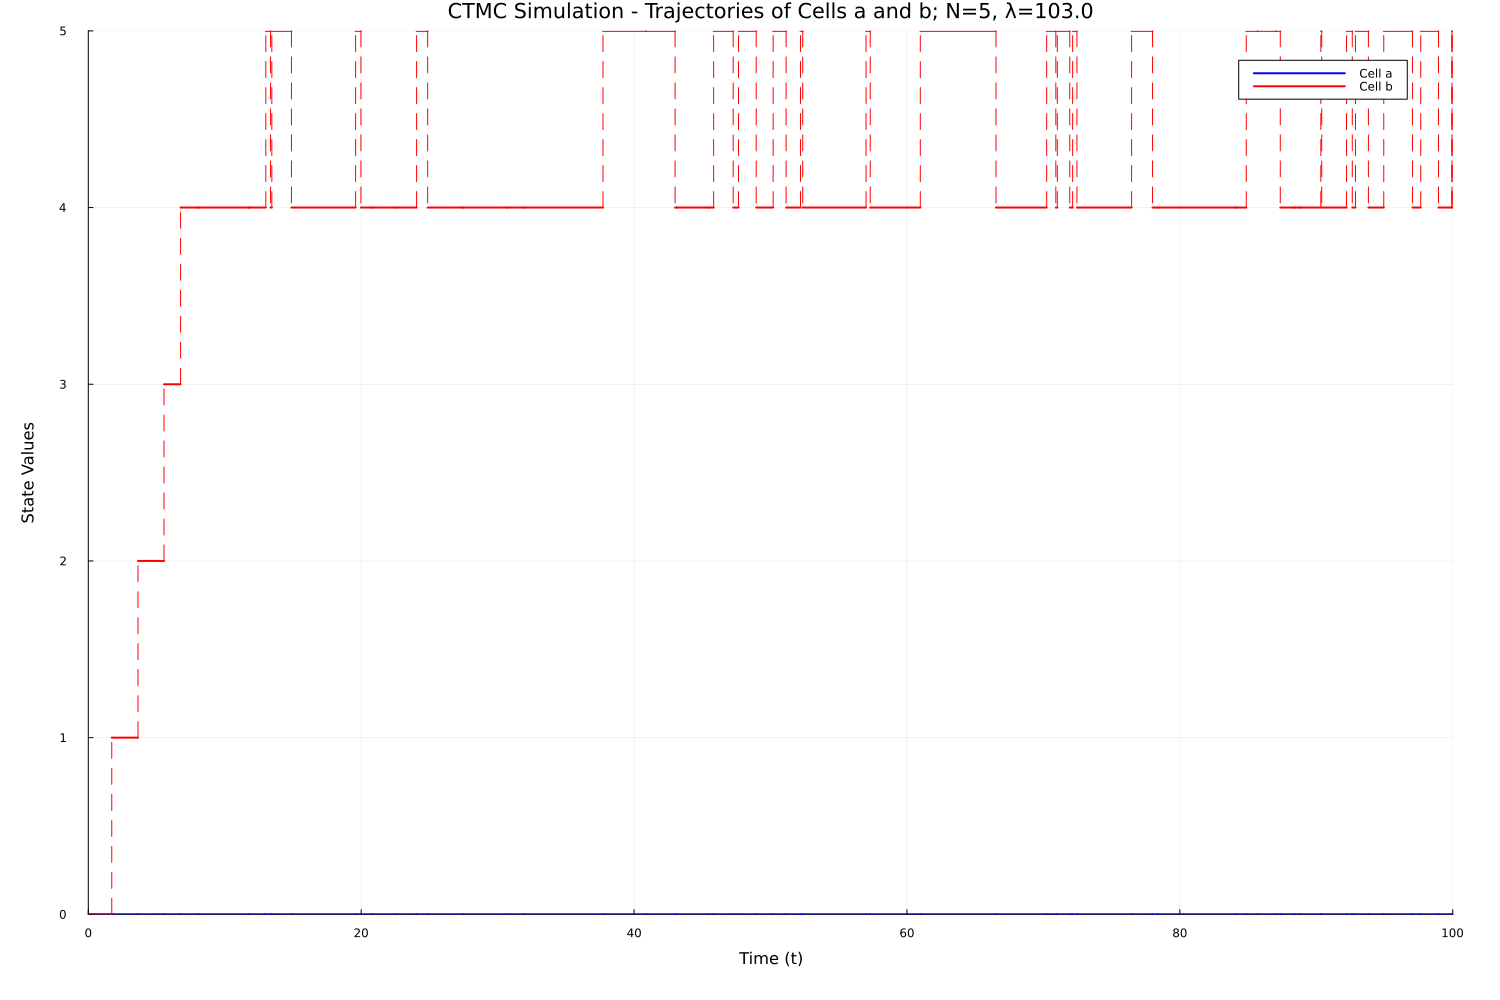 CTMC Simulation - Trajectories of Cells a and b; N=5, λ=103.0
5
Cell a
Cell b
4
3
State Values
2
1
0
0 20 40 60 80 100
Time (t)